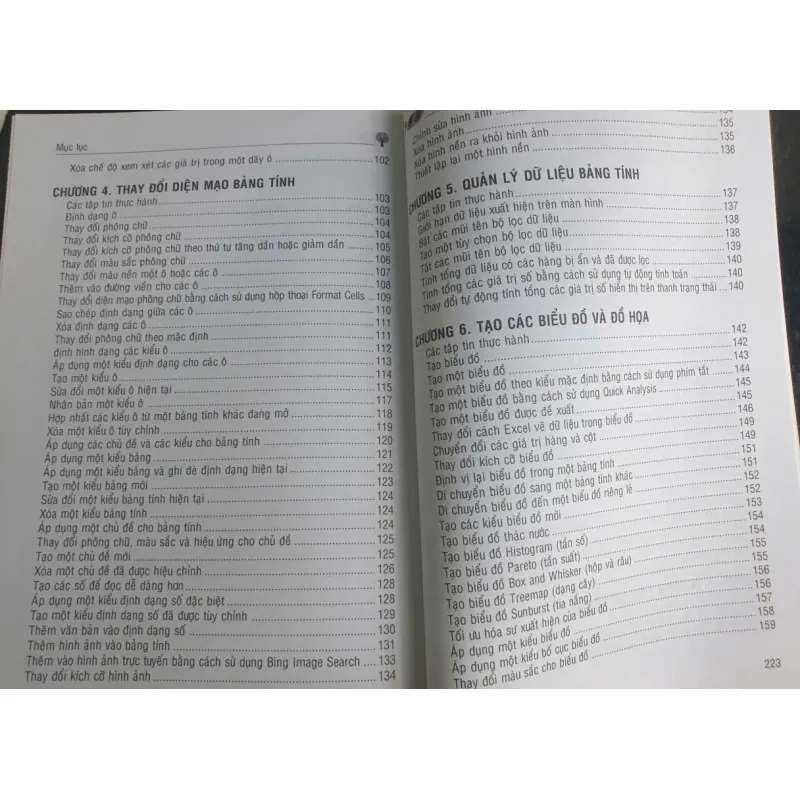 Mục lục
Xóa chế độ xem xét các giá trị trong một dãy ô 102
CHƯƠNG 4. THAY ĐỔI DIỆN MẠO BẢNG TÍNH
Các tập tin thực hành 103
Định dạng ô 103
Thay đổi phông chữ 104
Thay đổi kích cỡ phông chữ 104
Thay đổi kích cỡ phông chữ theo thứ tự tăng dần hoặc giảm dần 105
Thay đổi màu sắc phông chữ 106
Thay đổi màu nền một ô hoặc các ô 107
Thêm vào đường viền cho các ô 108
Thay đổi diện mạo phông chữ bằng cách sử dụng hộp thoại Format Cells 109
Sao chép định dạng giữa các ô 110
Xóa định dạng các ô 111
Thay đổi phông chữ theo mặc định 111
định hình dạng các kiểu ô 112
Áp dụng một kiểu định dạng cho các ô 113
Tạo một kiểu ô 114
Sửa đổi một kiểu ô hiện tại 115
Nhân bản một kiểu ô 117
Hợp nhất các kiểu ô từ một bảng tính khác đang mở 118
Xóa một kiểu ô tùy chỉnh 119
Áp dụng các chủ đề và các kiểu cho bảng tính 120
Áp dụng một kiểu bảng 121
Áp dụng một kiểu bảng và ghi đè định dạng hiện tại 122
Tạo một kiểu bảng mới 123
Sửa đổi một kiểu bảng tính hiện tại 124
Xóa một kiểu bảng tính 124
Áp dụng một chủ đề cho bảng tính 124
Thay đổi phông chữ, màu sắc và hiệu ứng cho chủ đề 125
Tạo một chủ đề mới 125
Xóa một chủ đề đã được hiệu chỉnh 126
Tạo các số để đọc dễ dàng hơn 128
Áp dụng một kiểu định dạng số đặc biệt 128
Tạo một kiểu định dạng số đã được tùy chỉnh 129
Thêm văn bản vào định dạng số 130
Thêm hình ảnh vào bảng tính 131
Thêm vào hình ảnh trực tuyến bằng cách sử dụng Bing Image Search 133
Thay đổi kích cỡ hình ảnh 134
Chỉnh sửa hình ảnh 134
Xóa hình ảnh 135
Xóa hình nền ra khỏi hình ảnh 135
Thiết lập lại một hình nền 136
CHƯƠNG 5. QUẢN LÝ DỮ LIỆU BẢNG TÍNH
Các tập tin thực hành 137
Giới hạn dữ liệu xuất hiện trên màn hình 137
Đặt các mũi tên bộ lọc dữ liệu 138
Tạo một tùy chọn bộ lọc dữ liệu 138
Tắt các mũi tên bộ lọc dữ liệu 139
Tính tổng dữ liệu có các hàng bị ẩn và đã được lọc 140
Tính tổng các giá trị số bằng cách sử dụng tự động tính toán 140
Thay đổi tự động tính tổng các giá trị số hiển thị trên thanh trạng thái 140
CHƯƠNG 6. TẠO CÁC BIỂU ĐỒ VÀ ĐỒ HỌA
Các tập tin thực hành 142
Tạo biểu đồ 142
Tạo một biểu đồ 143
Tạo một biểu đồ theo kiểu mặc định bằng cách sử dụng phím tắt 144
Tạo một biểu đồ bằng cách sử dụng Quick Analysis 145
Tạo một biểu đồ được đề xuất 145
Thay đổi cách Excel vẽ dữ liệu trong biểu đồ 146
Chuyển đổi các giá trị hàng và cột 149
Thay đổi kích cỡ biểu đồ 149
Định vị lại biểu đồ trong một bảng tính 151
Di chuyển biểu đồ sang một bảng tính khác 151
Di chuyển biểu đồ đến một biểu đồ riêng lẻ 152
Tạo các kiểu biểu đồ mới 152
Tạo biểu đồ thác nước 153
Tạo biểu đồ Histogram (tần số) 154
Tạo biểu đồ Pareto (tần suất) 154
Tạo biểu đồ Box and Whisker (hộp và râu) 155
Tạo biểu đồ Treemap (dạng cây) 155
Tạo biểu đồ Sunburst (tia nắng) 156
Tối ưu hóa sự xuất hiện của biểu đồ 156
Áp dụng một kiểu biểu đồ 157
Áp dụng một kiểu bố cục biểu đồ 158
Thay đổi màu sắc cho biểu đồ 159
223